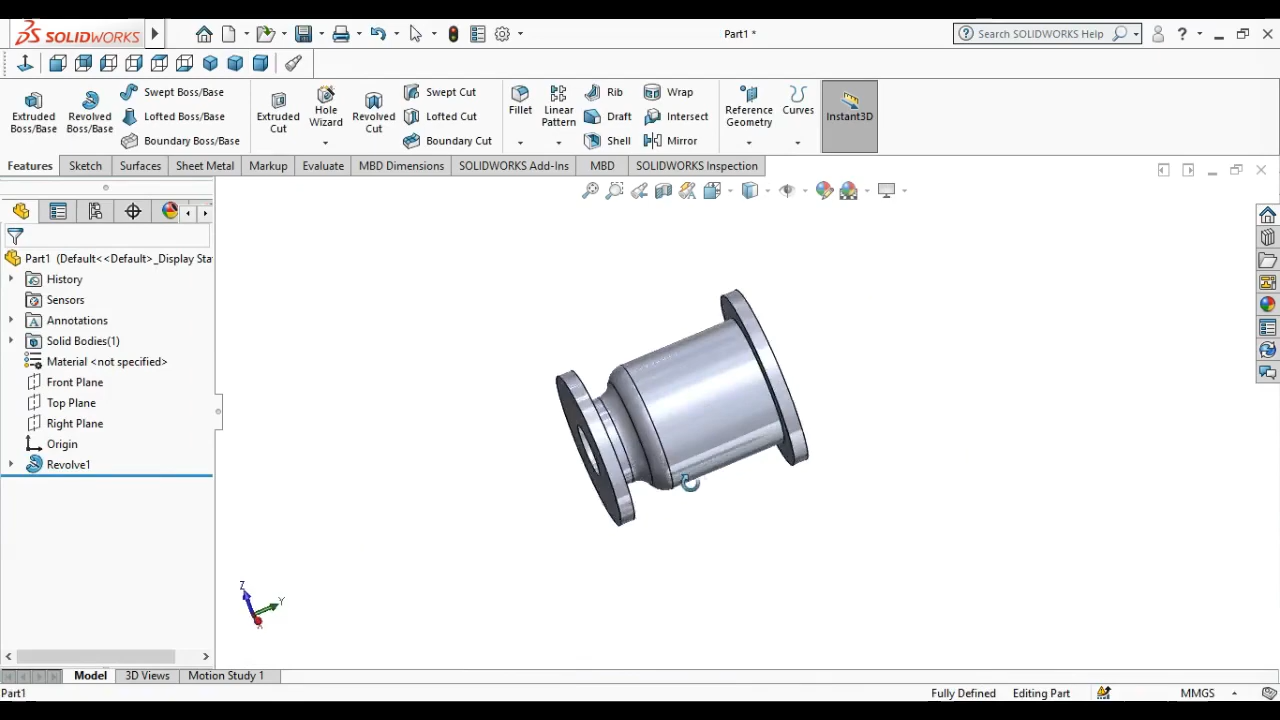 SOLIDWORKS
Part1 *
Search SOLIDWORKS Help
Extruded Boss/Base
Revolved Boss/Base
Swept Boss/Base
Lofted Boss/Base
Boundary Boss/Base
Extruded Cut
Hole Wizard
Revolved Cut
Swept Cut
Lofted Cut
Boundary Cut
Fillet
Linear Pattern
Rib
Draft
Shell
Wrap
Intersect
Mirror
Reference Geometry
Curves
Instant3D
Features Sketch Surfaces Sheet Metal Markup Evaluate MBD Dimensions SOLIDWORKS Add-Ins MBD SOLIDWORKS Inspection
Part1 (Default<<Default>_Display Sta
History
Sensors
Annotations
Solid Bodies(1)
Material <not specified>
Front Plane
Top Plane
Right Plane
Origin
Revolve1
Z
Y
X
Model 3D Views Motion Study 1
Part1 Fully Defined Editing Part MMGS